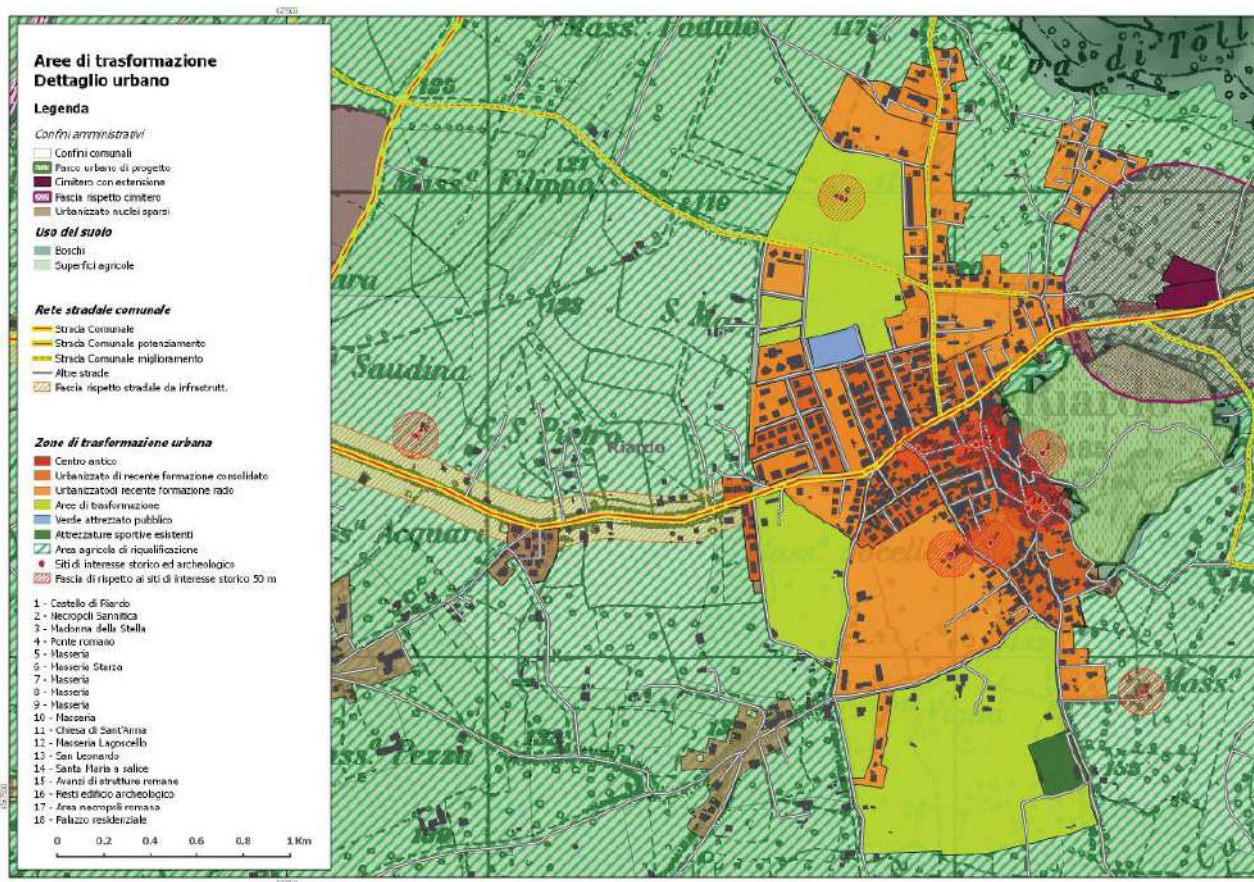 Aree di trasformazione
Dettaglio urbano
Legenda
Confini amministrativi
Confini comunali
Parco urbano di progetto
Cimitero con estensione
Fascia rispetto cimitero
Urbanizzato nuclei sparsi
Uso del suolo
Boschi
Superfici agricole
Rete stradale comunale
Strada Comunale
Strada Comunale potenziamento
Strada Comunale miglioramento
Altre strade
Fascia rispetto stradale da infrastrutt.
Zone di trasformazione urbana
Centro antico
Urbanizzato di recente formazione consolidato
Urbanizzatodi recente formazione rado
Aree di trasformazione
Verde attrezzato pubblico
Attrezzature sportive esistenti
Area agricola di riqualificazione
Siti di interesse storico ed archeologico
Fascia di rispetto ai siti di interesse storico 50 m
1 - Castello di Riardo
2 - Necropoli Sannitica
3 - Madonna della Stella
4 - Ponte romano
5 - Masseria
6 - Masseria Starza
7 - Masseria
8 - Masseria
9 - Masseria
10 - Masseria
11 - Chiesa di Sant'Anna
12 - Masseria Lagoscello
13 - San Leonardo
14 - Santa Maria a salice
15 - Avanzi di strutture romane
16 - Resti edificio archeologico
17 - Area necropoli romana
18 - Palazzo residenziale
0 0.2 0.4 0.6 0.8 1 Km
117
121
116
123
Saudina
S. Pietro
Riardo
Mass.